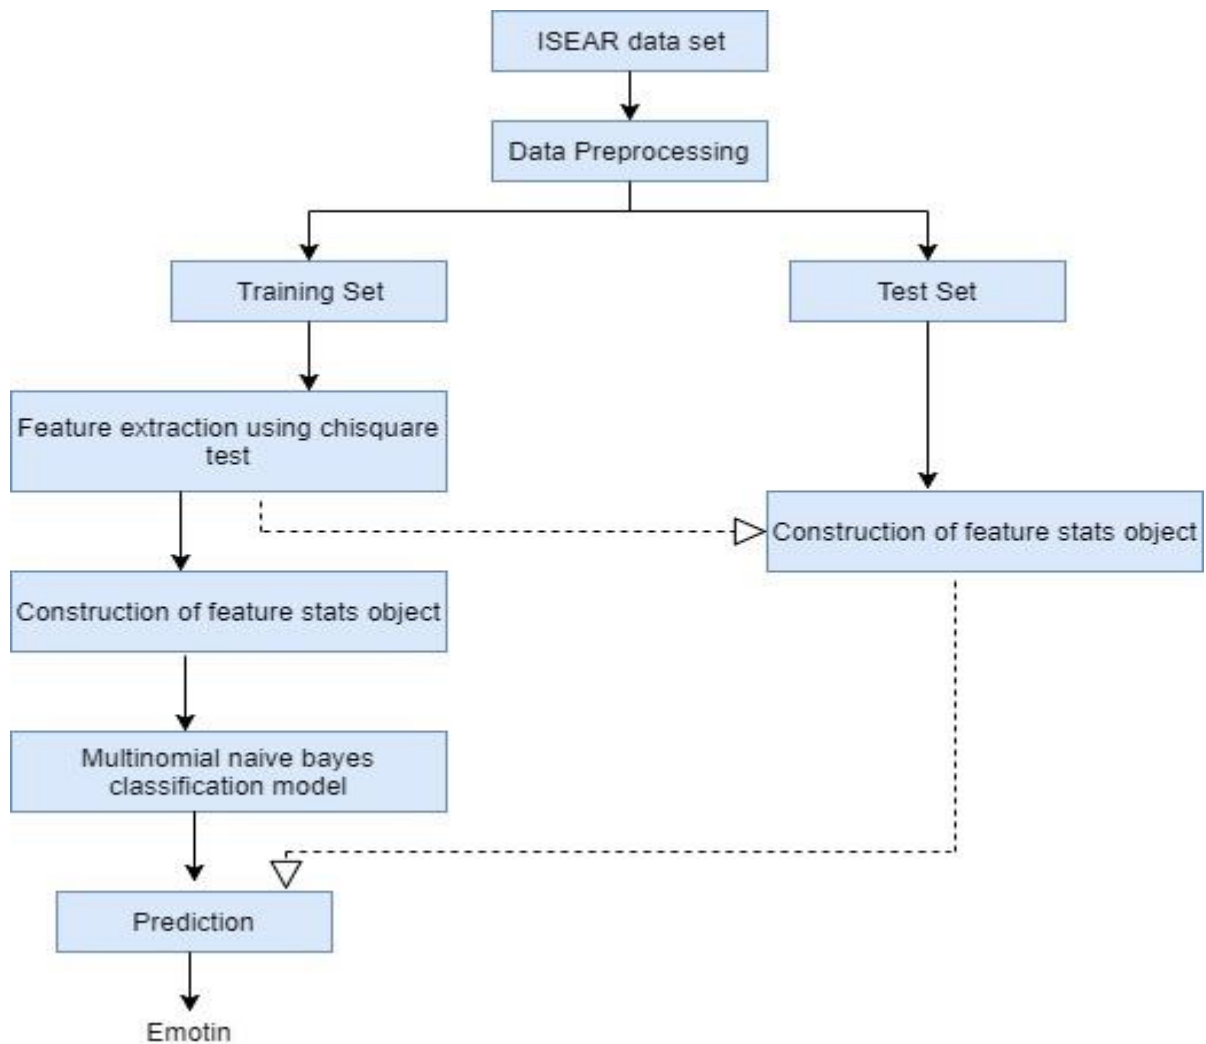 ISEAR data set
Data Preprocessing
Training Set
Test Set
Feature extraction using chisquare
test
Construction of feature stats object
Construction of feature stats object
Multinomial naive bayes
classification model
Prediction
Emotin